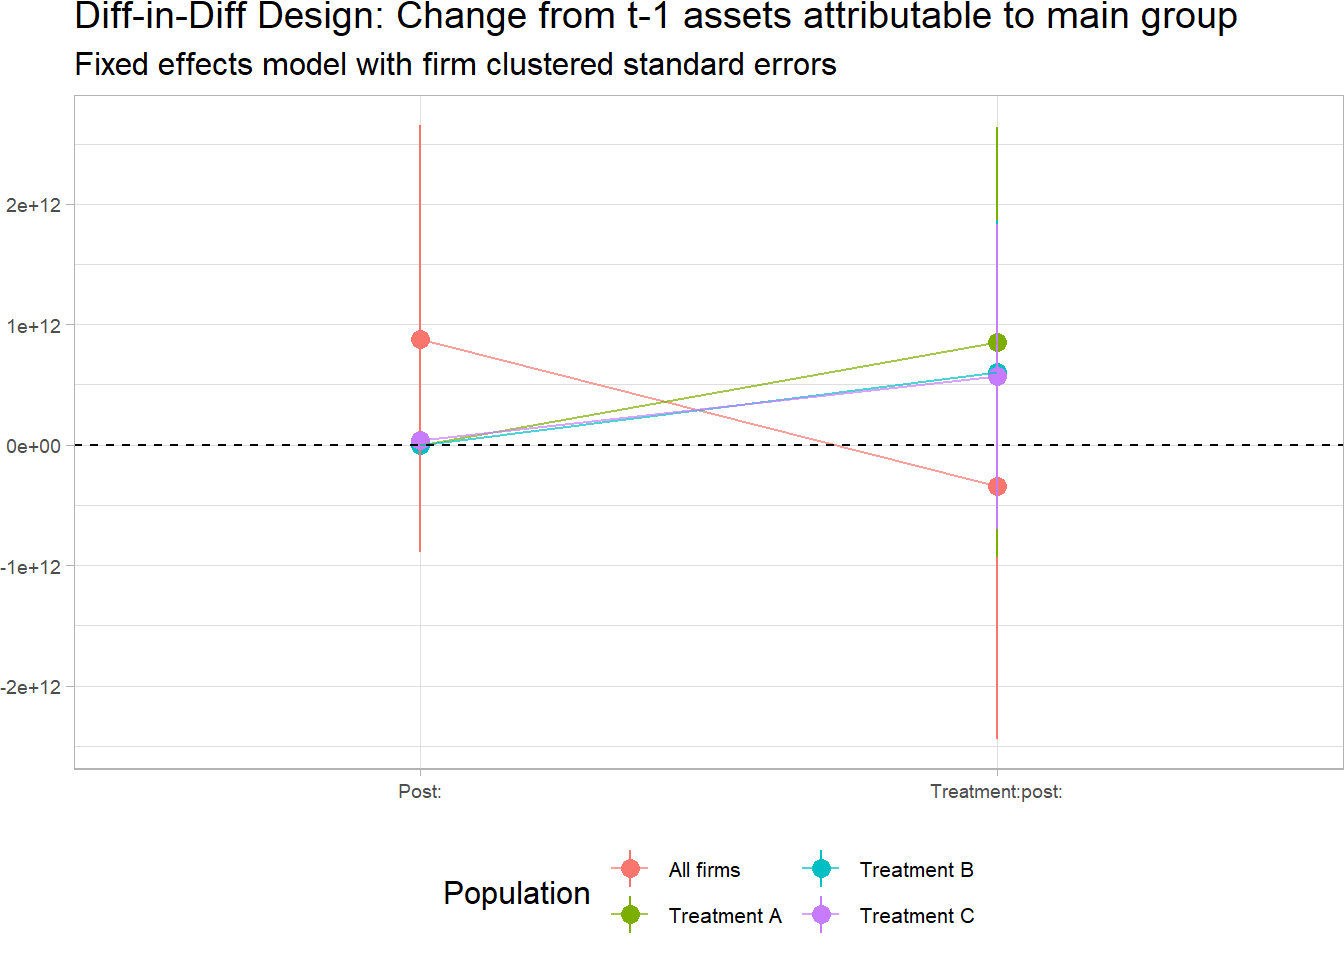 Diff-in-Diff Design: Change from t-1 assets attributable to main group
Fixed effects model with firm clustered standard errors
2e+12
1e+12
0e+00
-1e+12
-2e+12
Post:
Treatment:post:
Population
All firms
Treatment B
Treatment A
Treatment C